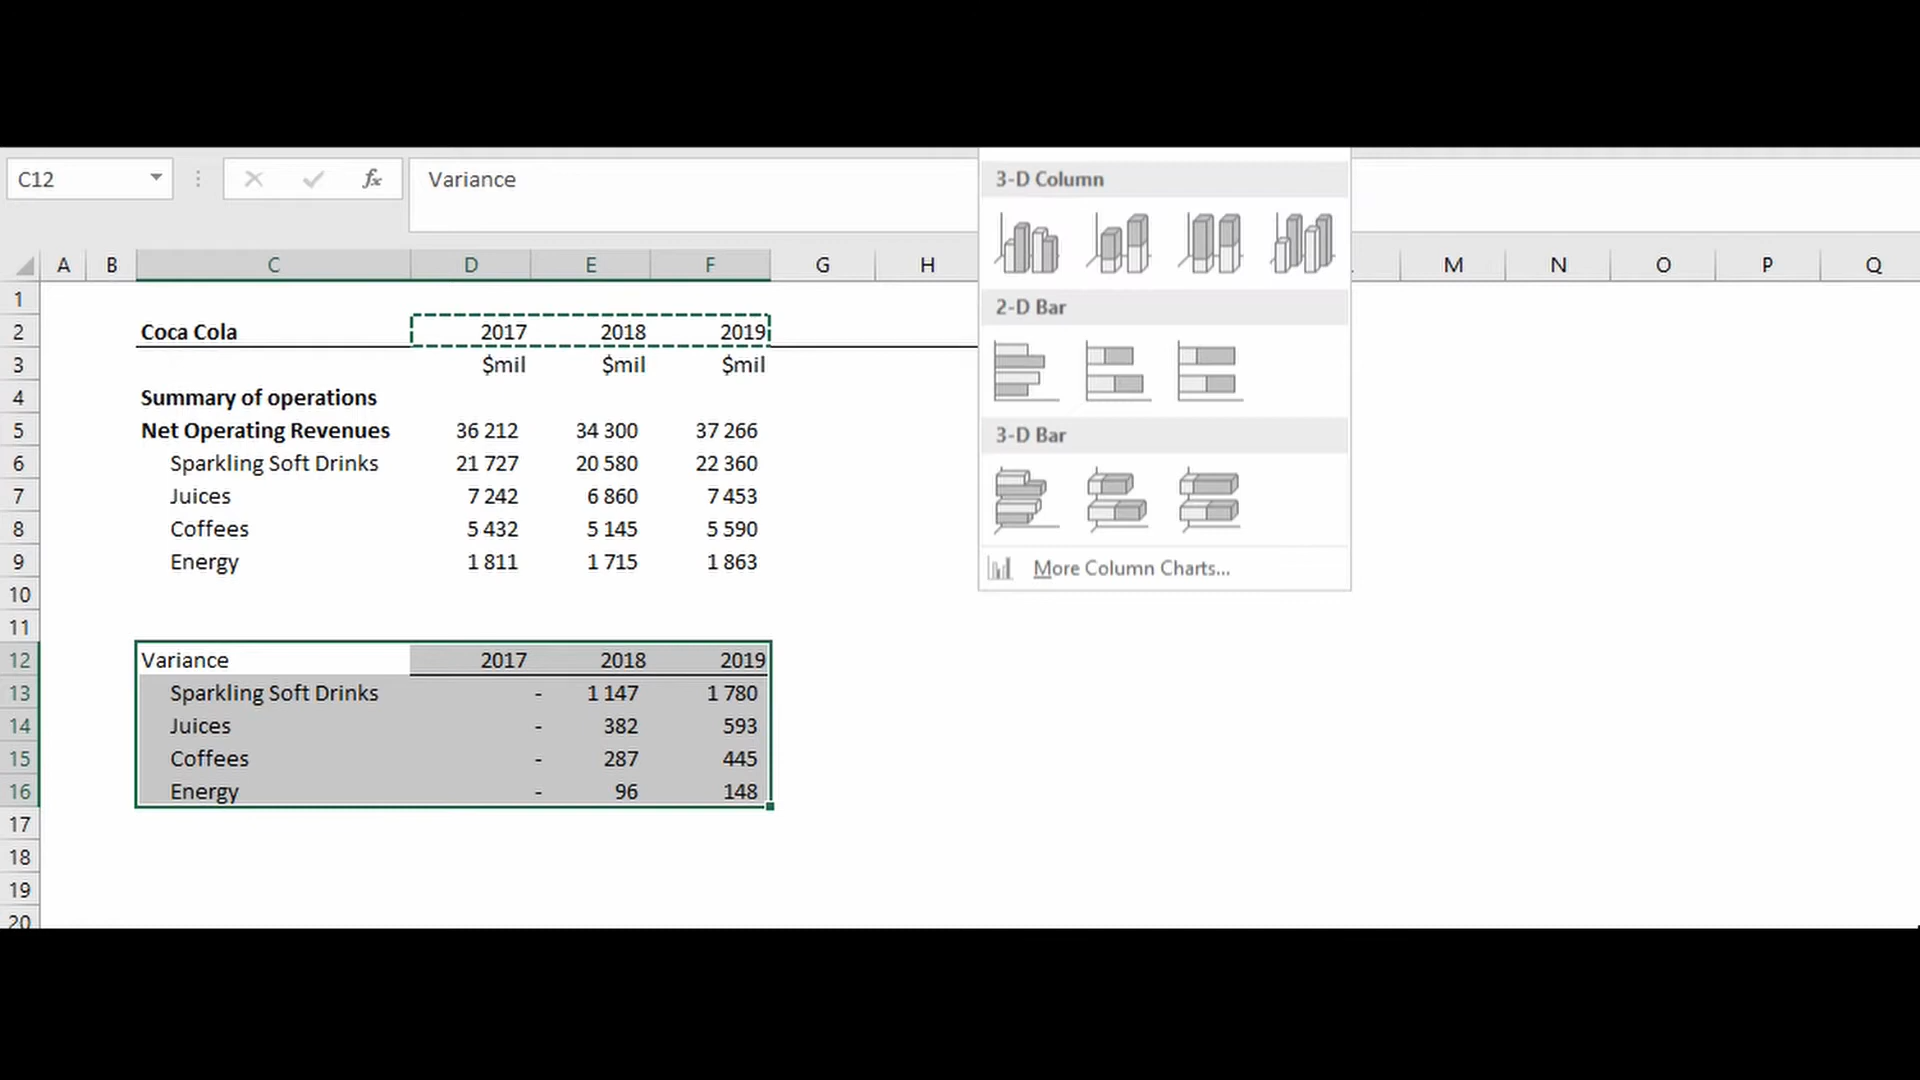 C12
fx
Variance
3-D Column
A B C D E F G H M N O P Q
1
2 Coca Cola 2017 2018 2019
2-D Bar
3 $mil $mil $mil
4 Summary of operations
5 Net Operating Revenues 36 212 34 300 37 266
3-D Bar
6 Sparkling Soft Drinks 21 727 20 580 22 360
7 Juices 7 242 6 860 7 453
8 Coffees 5 432 5 145 5 590
9 Energy 1 811 1 715 1 863
More Column Charts...
10
11
12 Variance 2017 2018 2019
13 Sparkling Soft Drinks - 1 147 1 780
14 Juices - 382 593
15 Coffees - 287 445
16 Energy - 96 148
17
18
19
20